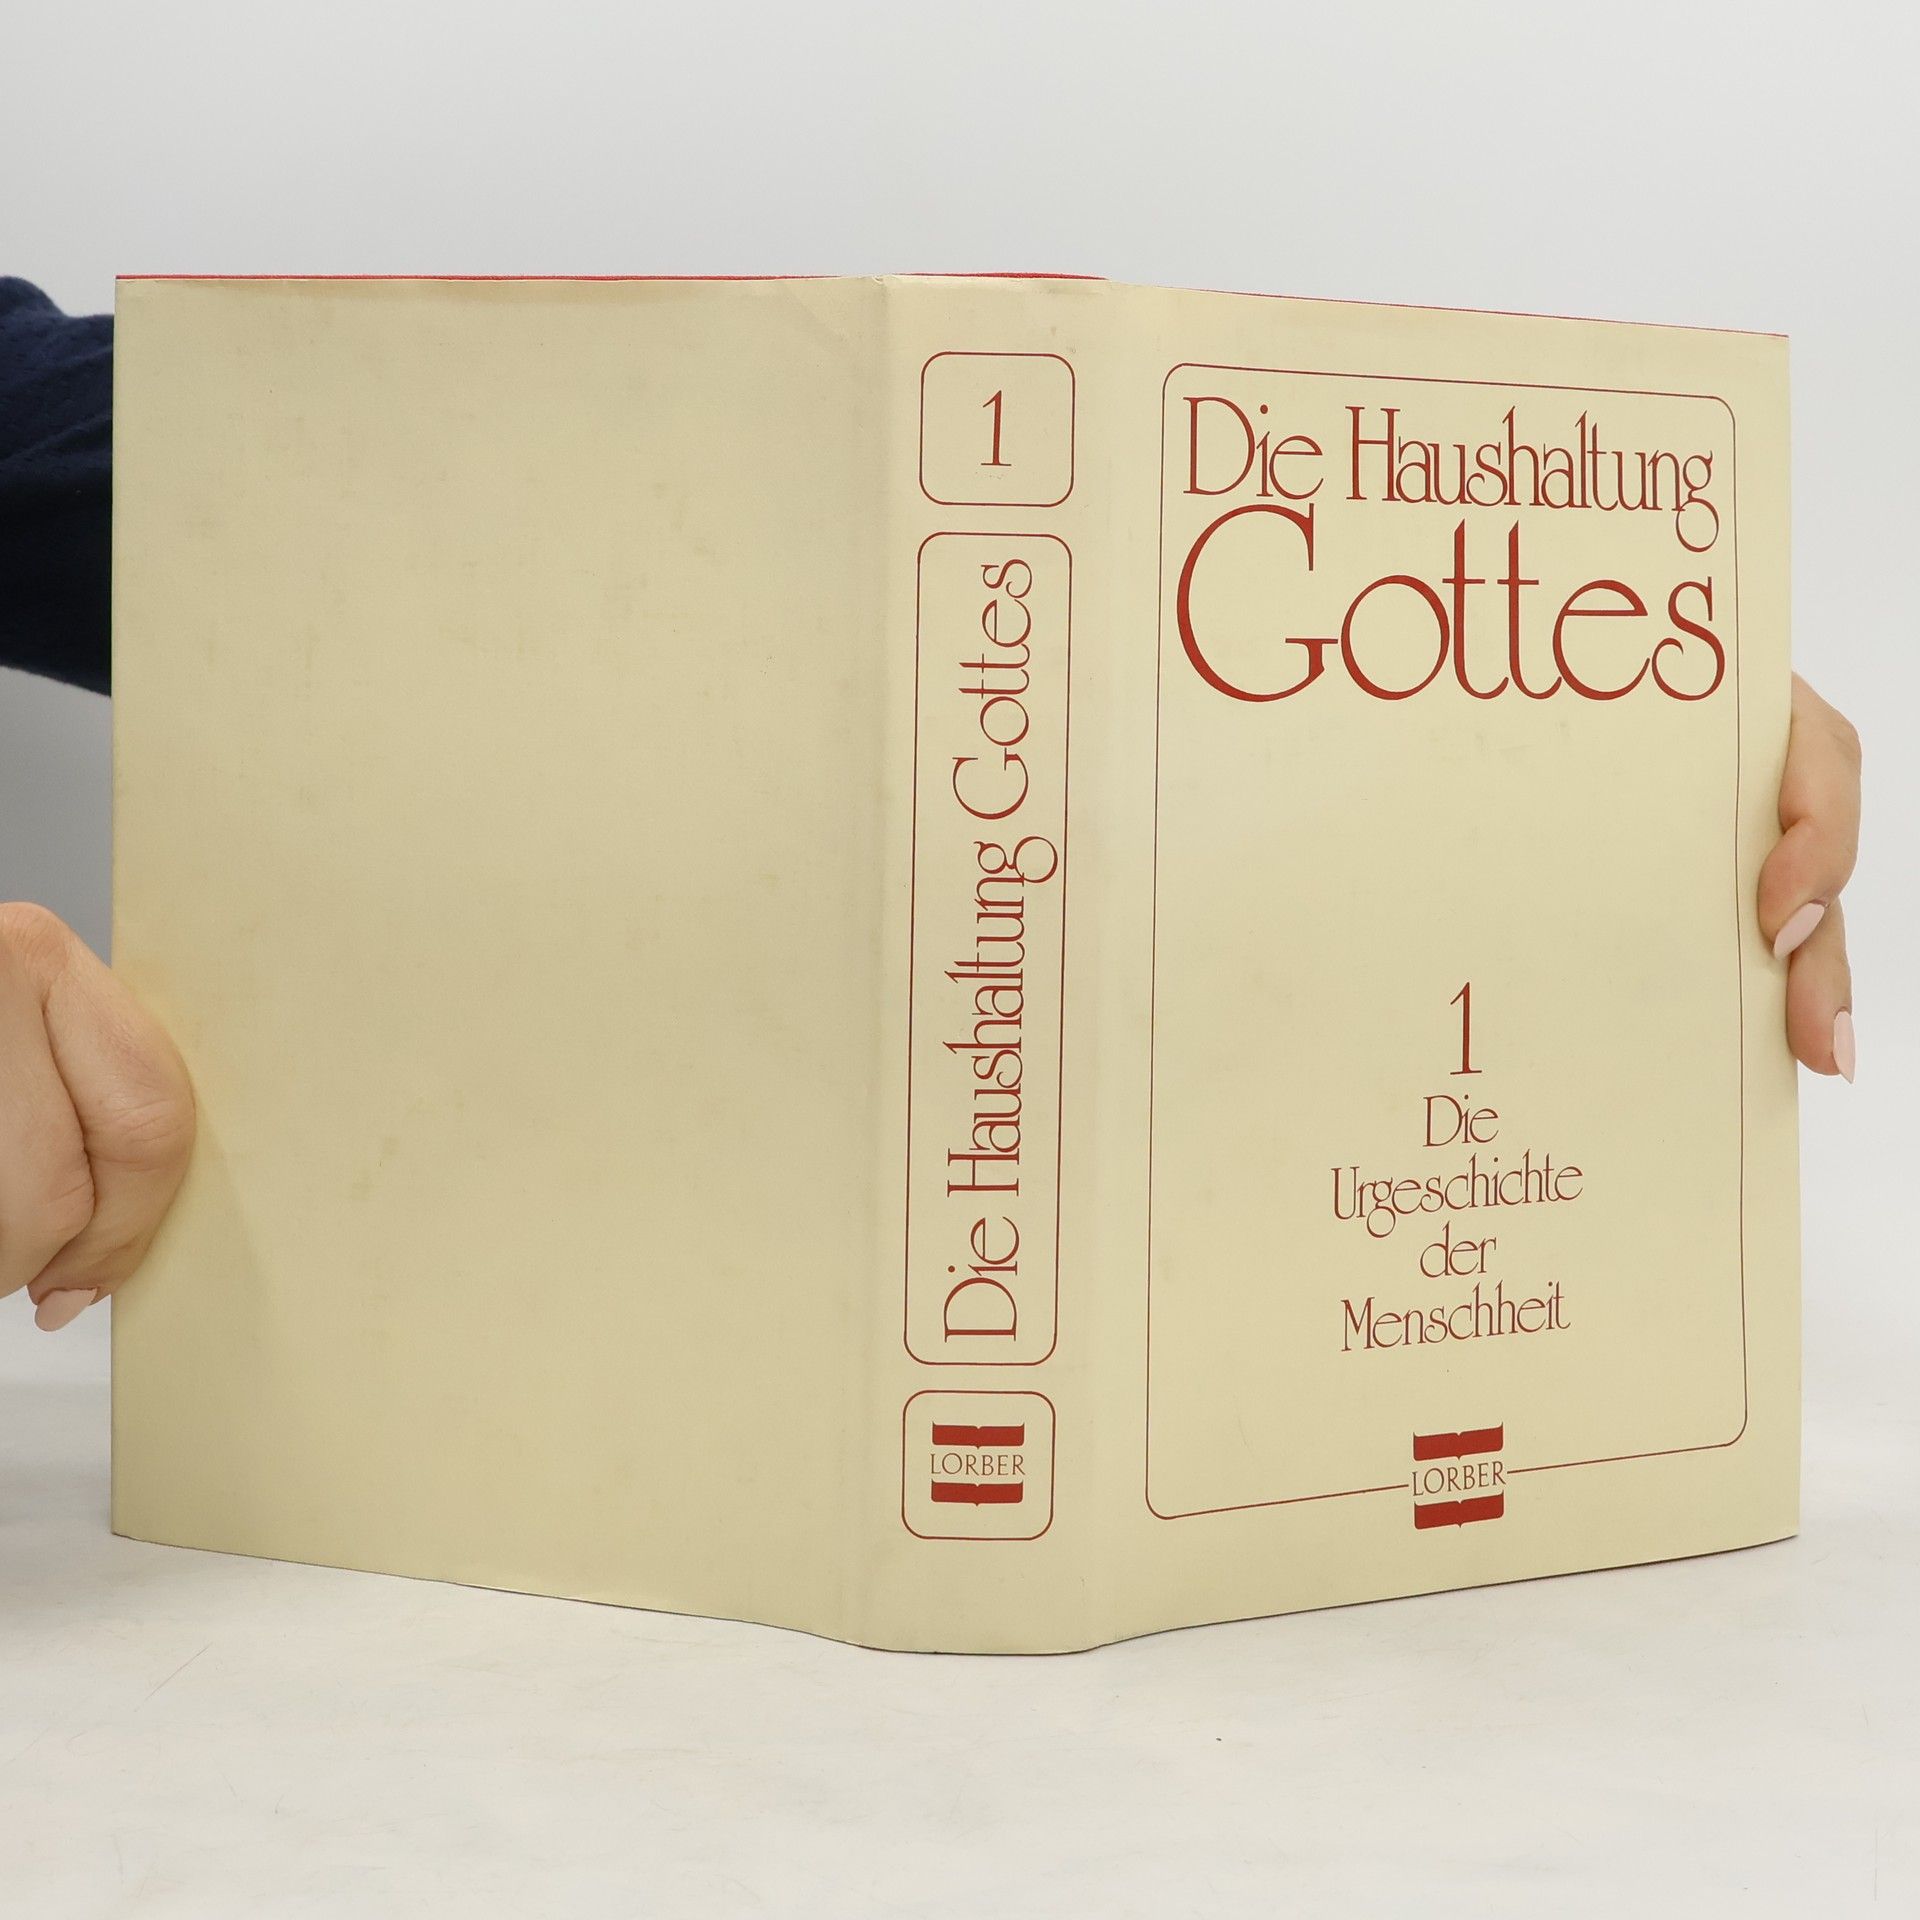 1
Die Haushaltung Gottes
LORBER
Die Haushaltung
Gottes
1
Die
Urgeschichte
der
Menschheit
LORBER